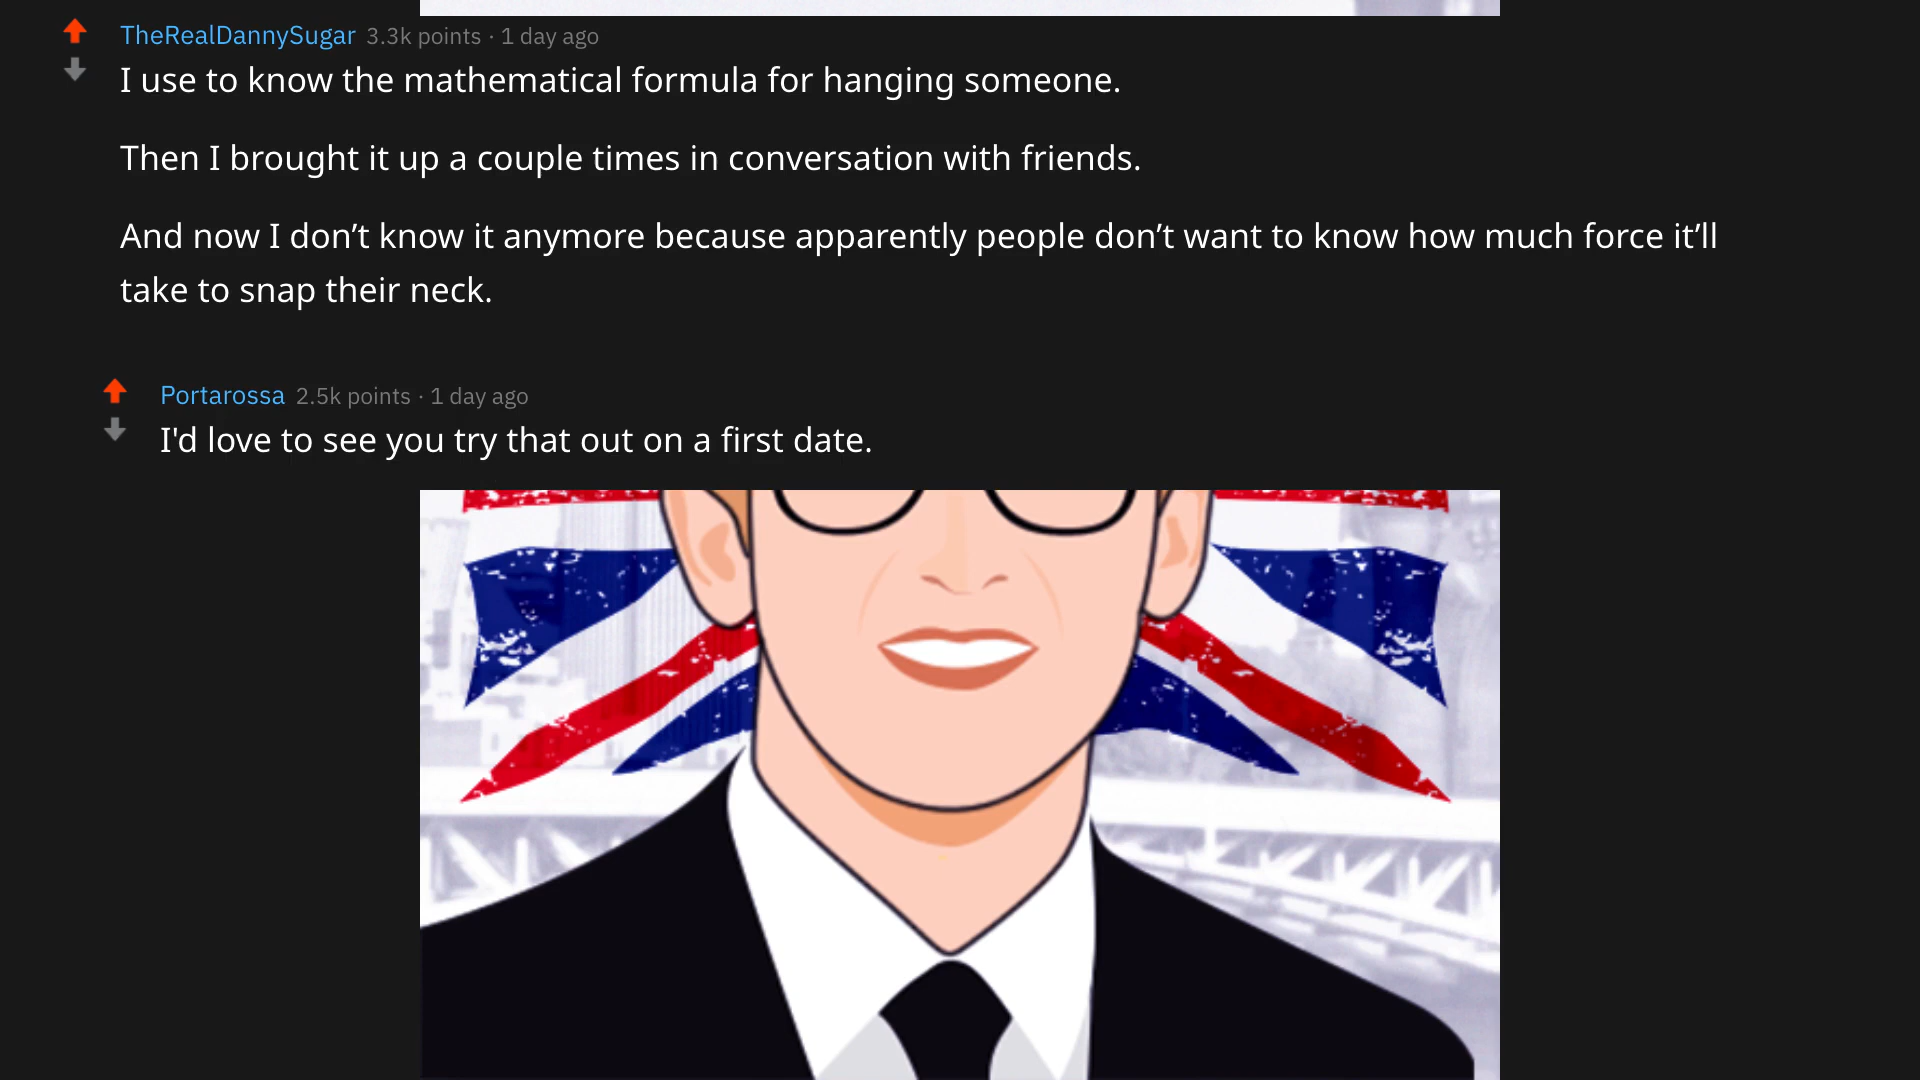 TheRealDannySugar 3.3k points · 1 day ago
I use to know the mathematical formula for hanging someone.
Then I brought it up a couple times in conversation with friends.
And now I don’t know it anymore because apparently people don’t want to know how much force it’ll
take to snap their neck.
Portarossa 2.5k points · 1 day ago
I'd love to see you try that out on a first date.